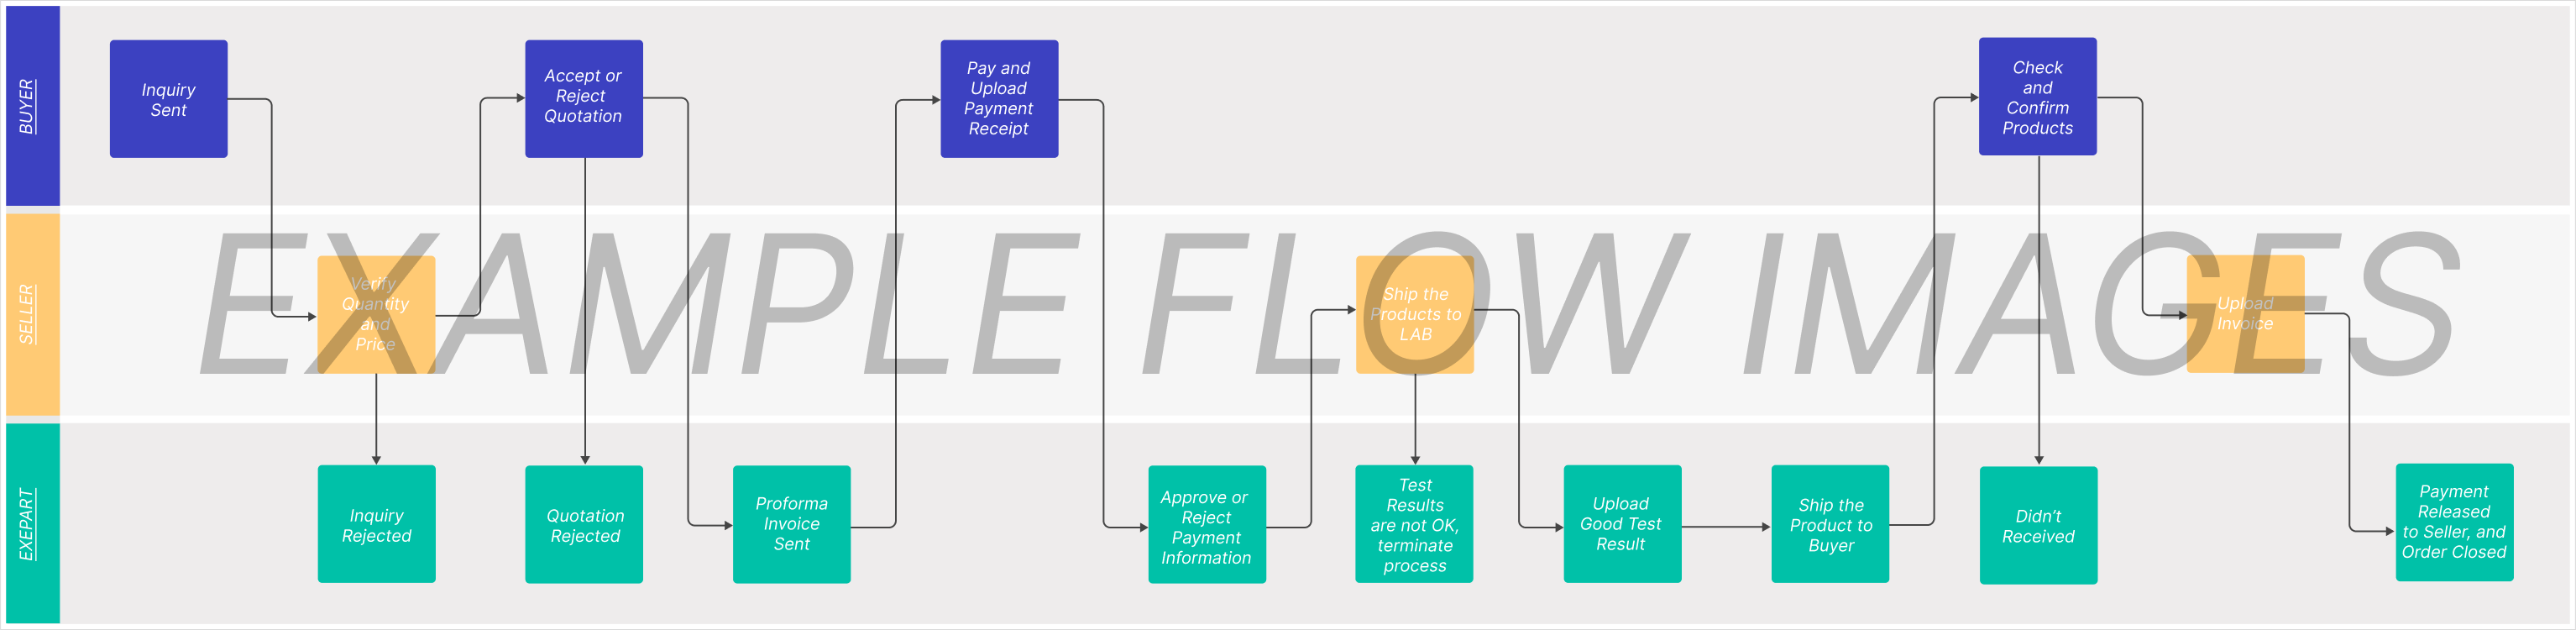 BUYER
Inquiry
Sent
Accept or
Reject
Quotation
Pay and
Upload
Payment
Receipt
Check
and
Confirm
Products
SELLER
EXAMPLE FLOW IMAGES
Verify
Quantity
and
Price
Ship the
Products to
LAB
Upload
Invoice
EXEPART
Inquiry
Rejected
Quotation
Rejected
Proforma
Invoice
Sent
Approve or
Reject
Payment
Information
Test
Results
are not OK,
terminate
process
Upload
Good Test
Result
Ship the
Product to
Buyer
Didn’t
Received
Payment
Released
to Seller, and
Order Closed